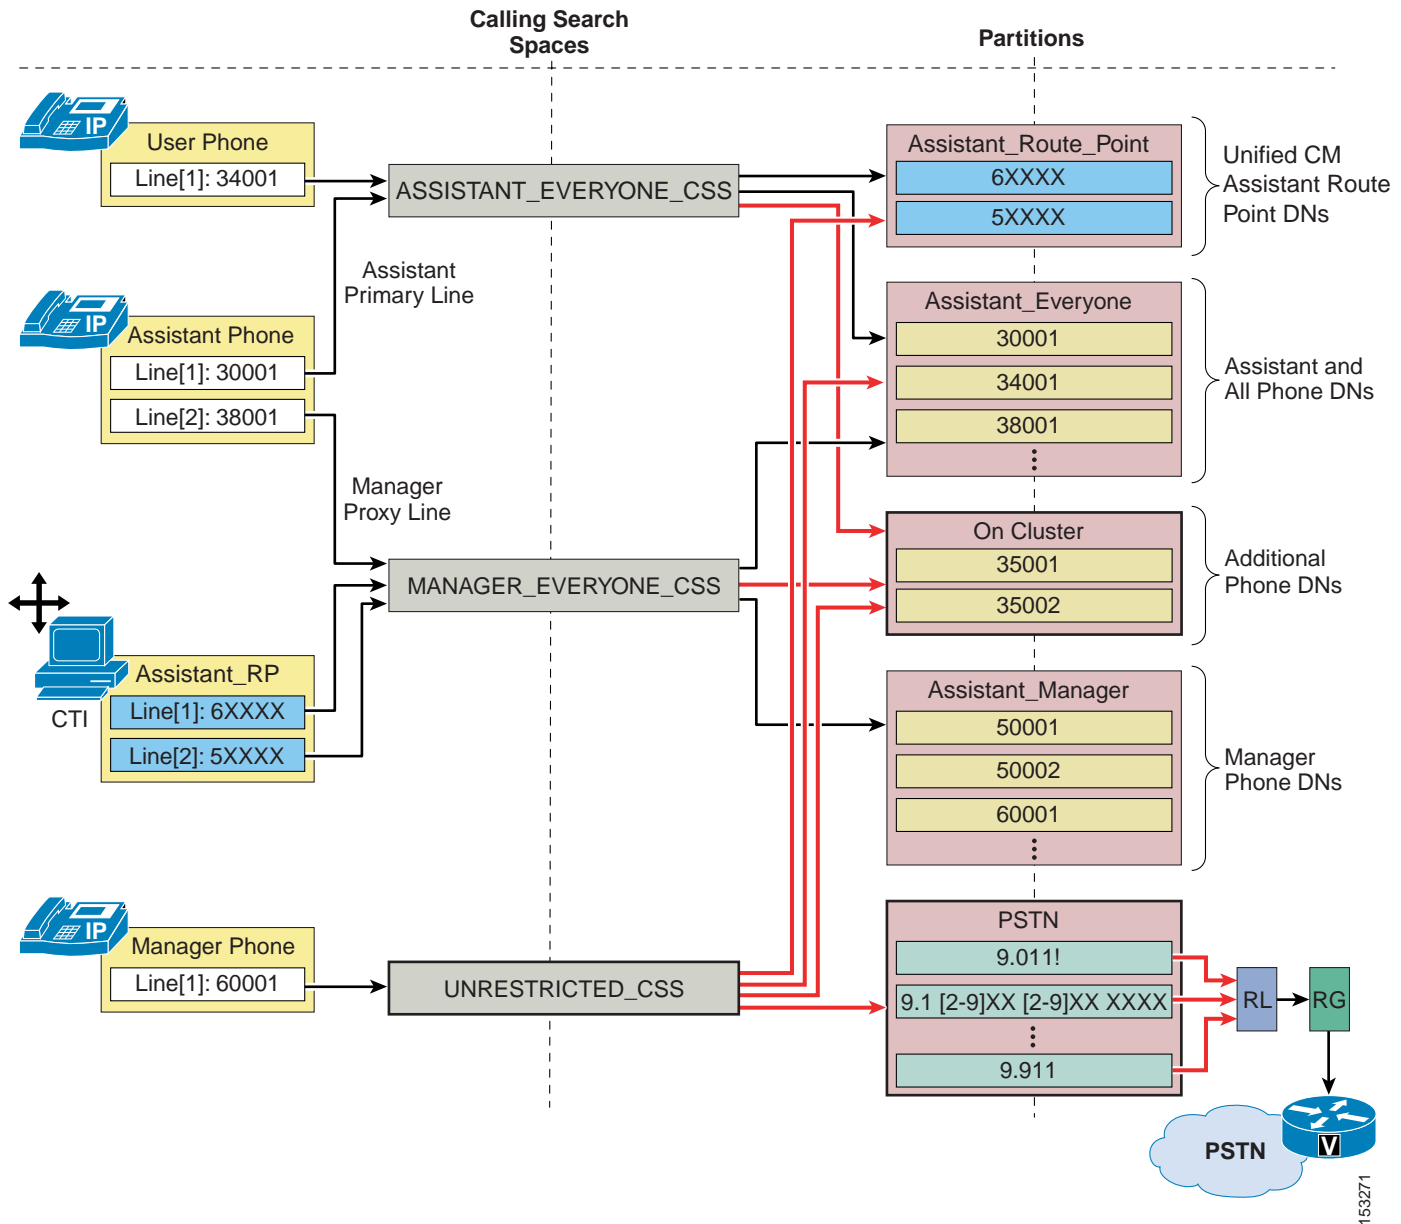 Calling Search
Spaces
Partitions
IP
User Phone
Line[1]: 34001
ASSISTANT_EVERYONE_CSS
Assistant_Route_Point
6XXXX
5XXXX
Unified CM
Assistant Route
Point DNs
Assistant
Primary Line
IP
Assistant Phone
Line[1]: 30001
Line[2]: 38001
Assistant_Everyone
30001
34001
38001
Assistant and
All Phone DNs
Manager
Proxy Line
MANAGER_EVERYONE_CSS
On Cluster
35001
35002
Additional
Phone DNs
CTI
Assistant_RP
Line[1]: 6XXXX
Line[2]: 5XXXX
Assistant_Manager
50001
50002
60001
Manager
Phone DNs
IP
Manager Phone
Line[1]: 60001
UNRESTRICTED_CSS
PSTN
9.011!
9.1 [2-9]XX [2-9]XX XXXX
9.911
RL
RG
PSTN
V
153271